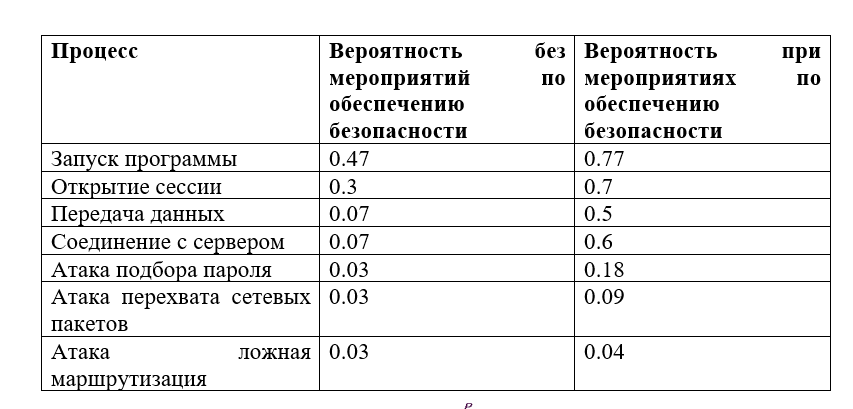 Процесс
Вероятность без
мероприятий по
обеспечению
безопасности
Вероятность при
мероприятиях по
обеспечению
безопасности
Запуск программы 0.47 0.77
Открытие сессии 0.3 0.7
Передача данных 0.07 0.5
Соединение с сервером 0.07 0.6
Атака подбора пароля 0.03 0.18
Атака перехвата сетевых
пакетов
0.03 0.09
Атака ложная
маршрутизация
0.03 0.04